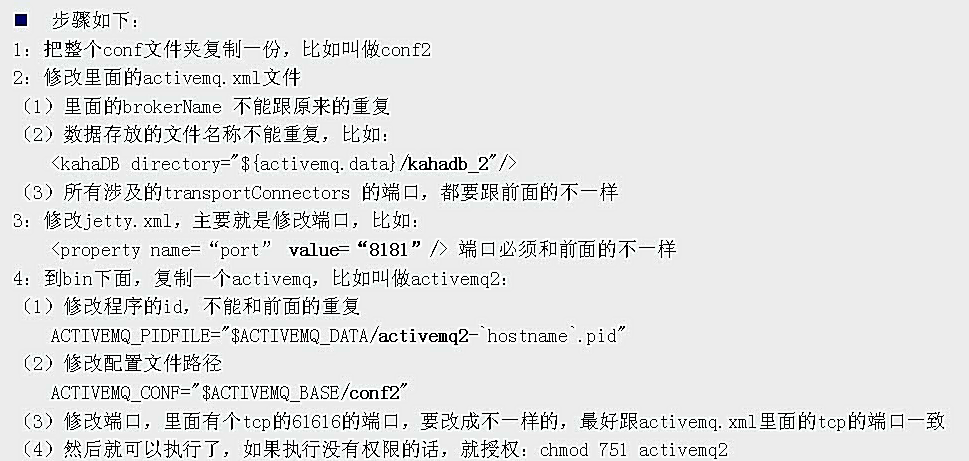 ■ 步骤如下：
1：把整个conf文件夹复制一份，比如叫做conf2
2：修改里面的activemq.xml文件
（1）里面的brokerName 不能跟原来的重复
（2）数据存放的文件名称不能重复，比如：
<kahaDB directory="${activemq.data}/kahadb_2"/>
（3）所有涉及的transportConnectors 的端口，都要跟前面的不一样
3：修改jetty.xml，主要就是修改端口，比如：
<property name=“port” value=“8181”/> 端口必须和前面的不一样
4：到bin下面，复制一个activemq，比如叫做activemq2：
（1）修改程序的id，不能和前面的重复
ACTIVEMQ_PIDFILE="$ACTIVEMQ_DATA/activemq2-`hostname`.pid"
（2）修改配置文件路径
ACTIVEMQ_CONF="$ACTIVEMQ_BASE/conf2"
（3）修改端口，里面有个tcp的61616的端口，要改成不一样的，最好跟activemq.xml里面的tcp的端口一致
（4）然后就可以执行了，如果执行没有权限的话，就授权：chmod 751 activemq2